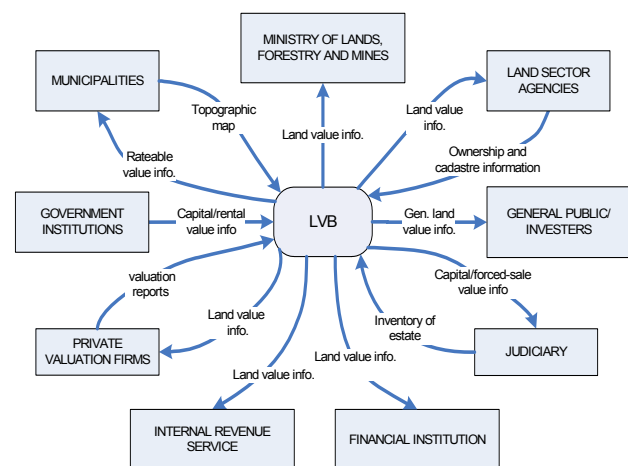 MINISTRY OF LANDS,
FORESTRY AND MINES
MUNICIPALITIES
LAND SECTOR
AGENCIES
Topographic
map
Land value info.
Land value
info.
Rateable
value info.
Ownership and
cadastre information
GOVERNMENT
INSTITUTIONS
Capital/rental
value info
LVB
Gen. land
value info.
GENERAL PUBLIC/
INVESTERS
valuation
reports
Capital/forced-sale
value info
Land value
info.
Inventory of
estate
PRIVATE
VALUATION FIRMS
JUDICIARY
Land value info.
Land value info.
INTERNAL REVENUE
SERVICE
FINANCIAL INSTITUTION